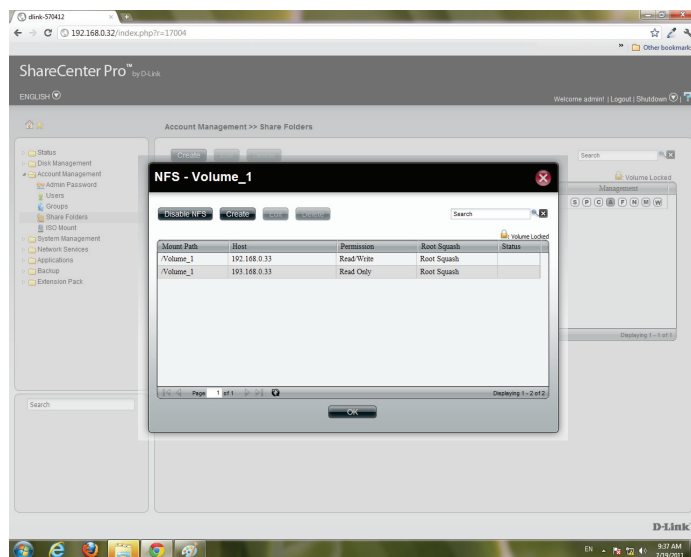 dlink-570412
192.168.0.32/index.php?r=17004
» Other bookmarks
ShareCenter Pro™ by D-Link
ENGLISH
Welcome admin! | Logout | Shutdown | ?
Account Management >> Share Folders
Status
Disk Management
Account Management
Admin Password
Users
Groups
Share Folders
ISO Mount
System Management
Network Services
Applications
Backup
Extension Pack
Search
Create
Search
Volume Locked
Management
S P C A F N M W
Displaying 1 - 1 of 1
NFS - Volume_1
Disable NFS Create Edit Delete
Search
Volume Locked
Mount Path Host Permission Root Squash Status
/Volume_1 192.168.0.33 Read/Write Root Squash
/Volume_1 193.168.0.33 Read Only Root Squash
Page 1 of 1
Displaying 1 - 2 of 2
OK
D-Link
EN
9:37 AM
7/19/2011